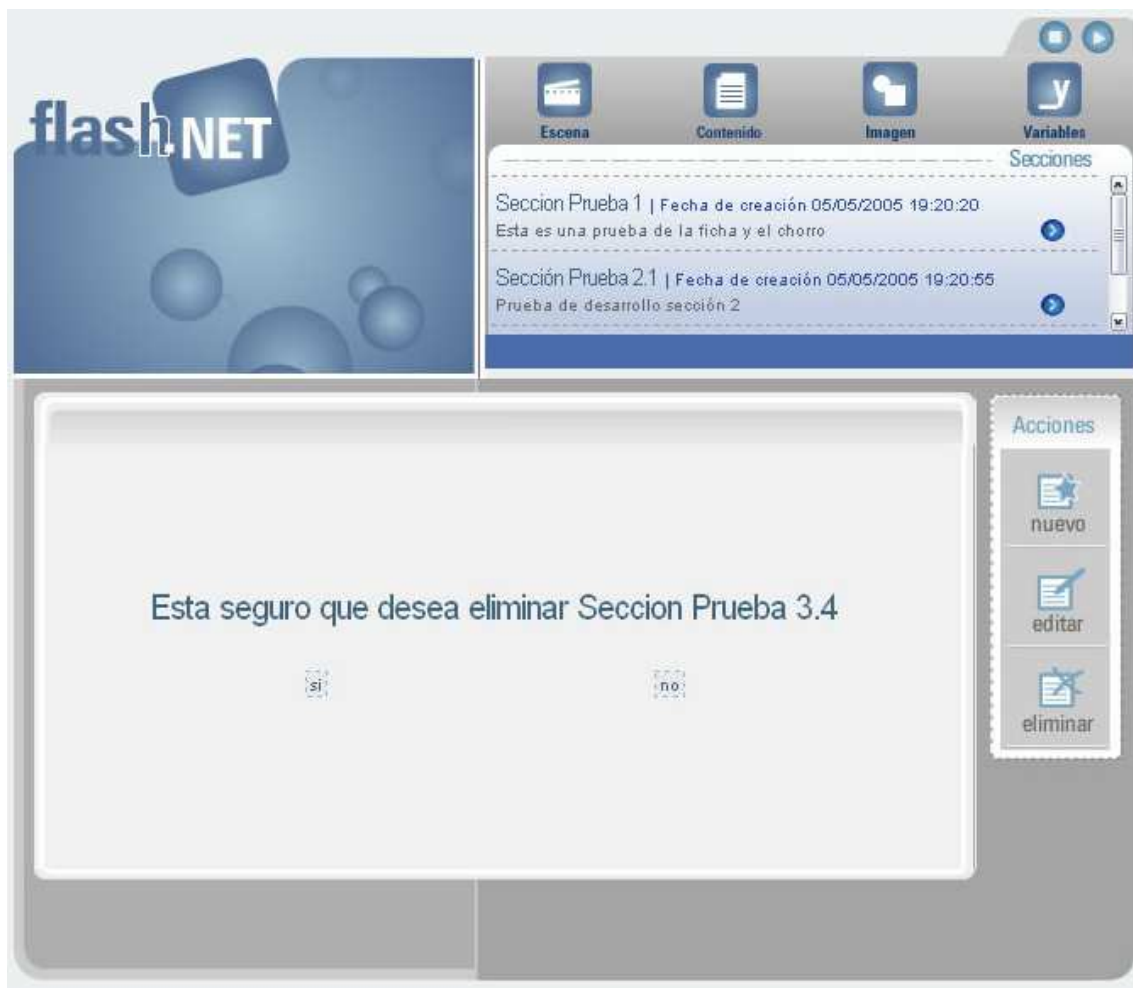 flash.NET
Escena
Contenido
Imagen
_y
Variables
Secciones
Seccion Prueba 1 | Fecha de creación 05/05/2005 19:20:20
Esta es una prueba de la ficha y el chorro
Sección Prueba 2.1 | Fecha de creación 05/05/2005 19:20:55
Prueba de desarrollo sección 2
Acciones
nuevo
editar
eliminar
Esta seguro que desea eliminar Seccion Prueba 3.4
si
no